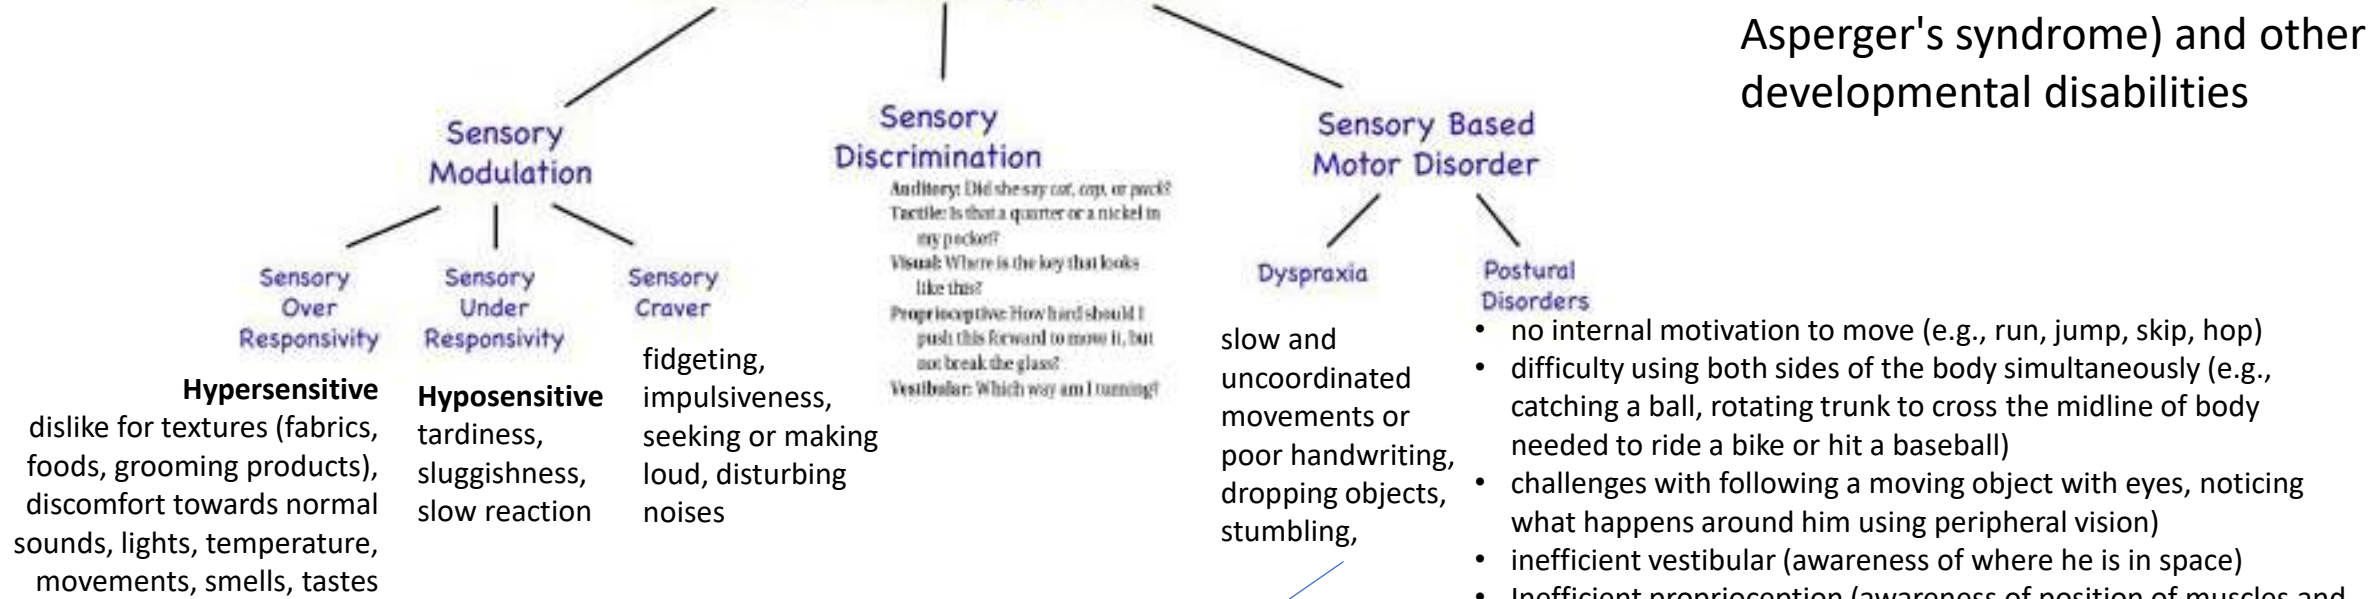 Asperger's syndrome) and other
developmental disabilities
Sensory
Modulation
Sensory
Over
Responsivity
Hypersensitive
dislike for textures (fabrics,
foods, grooming products),
discomfort towards normal
sounds, lights, temperature,
movements, smells, tastes
Sensory
Under
Responsivity
Hyposensitive
tardiness,
sluggishness,
slow reaction
Sensory
Craver
fidgeting,
impulsiveness,
seeking or making
loud, disturbing
noises
Sensory
Discrimination
Auditory: Did she say cat, cap, or pack?
Tactile: Is that a quarter or a nickel in
my pocket?
Visual: Where is the key that looks
like this?
Proprioceptive: How hard should I
push this forward to move it, but
not break the glass?
Vestibular: Which way am I turning?
Sensory Based
Motor Disorder
Dyspraxia
slow and
uncoordinated
movements or
poor handwriting,
dropping objects,
stumbling,
Postural
Disorders
• no internal motivation to move (e.g., run, jump, skip, hop)
• difficulty using both sides of the body simultaneously (e.g.,
catching a ball, rotating trunk to cross the midline of body
needed to ride a bike or hit a baseball)
• challenges with following a moving object with eyes, noticing
what happens around him using peripheral vision)
• inefficient vestibular (awareness of where he is in space)
• Inefficient proprioception (awareness of position of muscles and